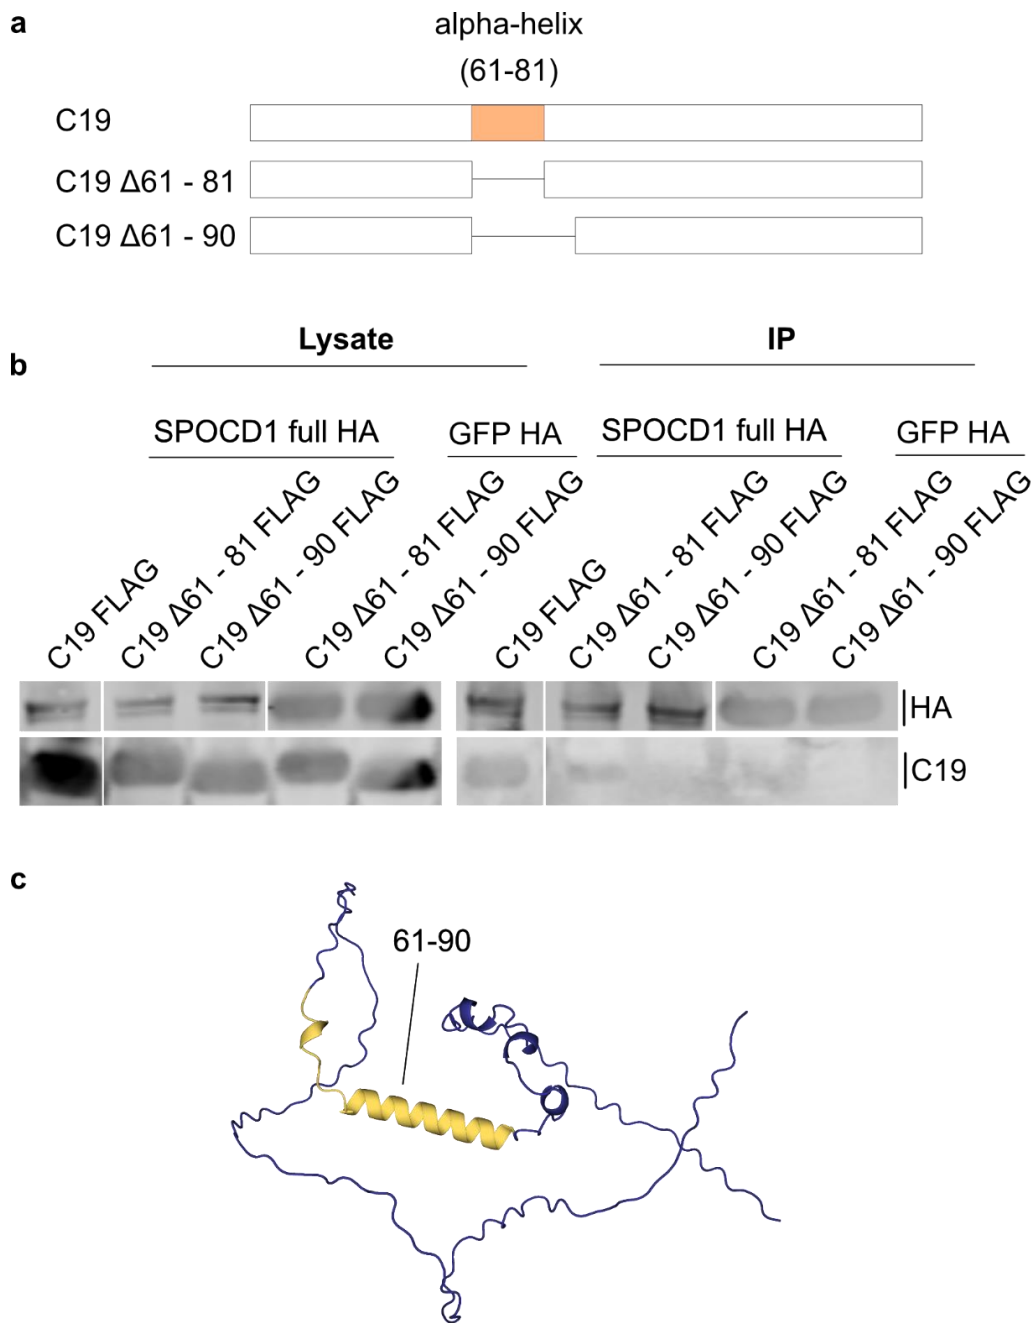 a
alpha-helix
(61-81)
C19
C19 Δ61 - 81
C19 Δ61 - 90
b
Lysate
IP
SPOCD1 full HA
GFP HA
SPOCD1 full HA
GFP HA
C19 FLAG
C19 Δ61 - 81 FLAG
C19 Δ61 - 90 FLAG
C19 Δ61 - 81 FLAG
C19 Δ61 - 90 FLAG
C19 FLAG
C19 Δ61 - 81 FLAG
C19 Δ61 - 90 FLAG
C19 Δ61 - 81 FLAG
C19 Δ61 - 90 FLAG
HA
C19
c
61-90